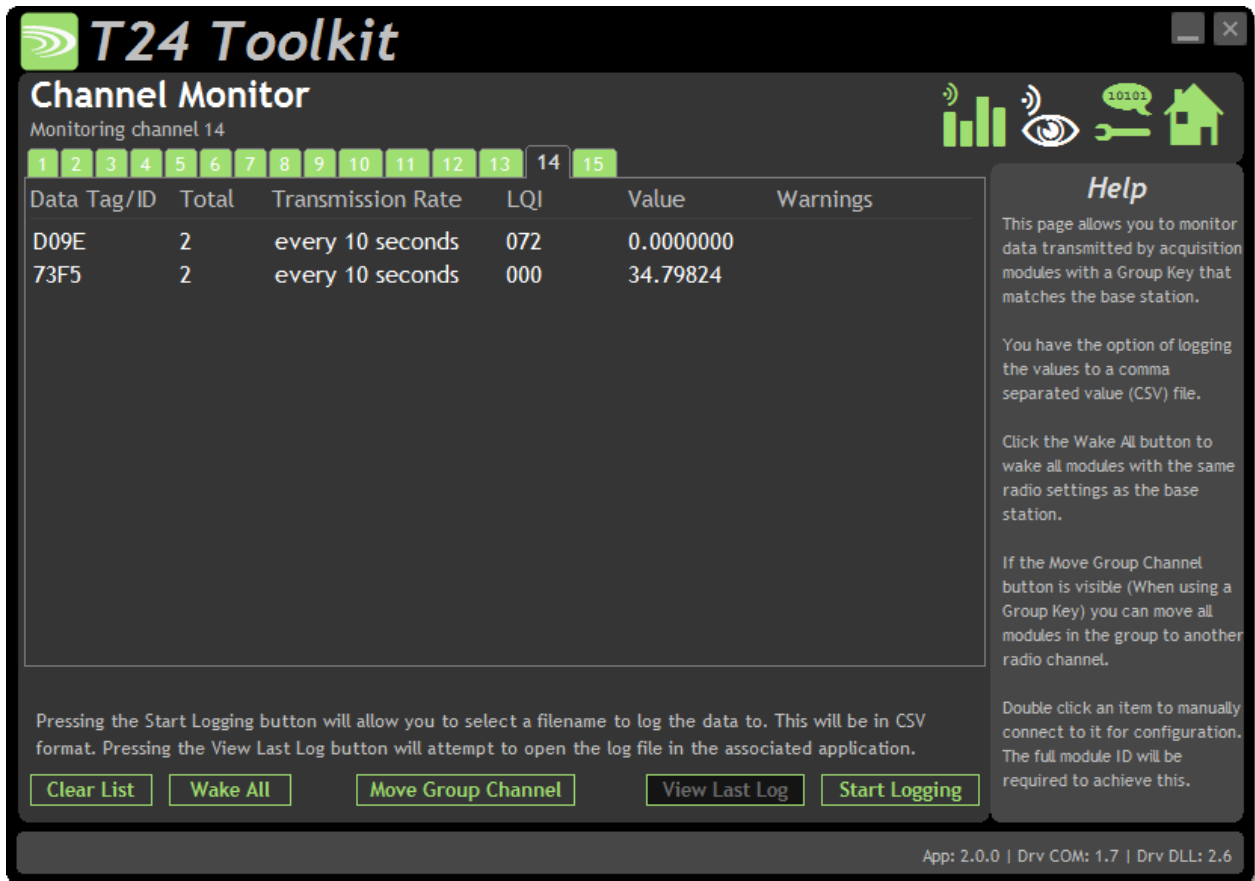 T24 Toolkit
Channel Monitor
Monitoring channel 14
10101
1 2 3 4 5 6 7 8 9 10 11 12 13 14 15
Data Tag/ID Total Transmission Rate LQI Value Warnings
D09E 2 every 10 seconds 072 0.0000000
73F5 2 every 10 seconds 000 34.79824
Pressing the Start Logging button will allow you to select a filename to log the data to. This will be in CSV
format. Pressing the View Last Log button will attempt to open the log file in the associated application.
Clear List Wake All Move Group Channel View Last Log Start Logging
Help
This page allows you to monitor
data transmitted by acquisition
modules with a Group Key that
matches the base station.
You have the option of logging
the values to a comma
separated value (CSV) file.
Click the Wake All button to
wake all modules with the same
radio settings as the base
station.
If the Move Group Channel
button is visible (When using a
Group Key) you can move all
modules in the group to another
radio channel.
Double click an item to manually
connect to it for configuration.
The full module ID will be
required to achieve this.
App: 2.0.0 | Drv COM: 1.7 | Drv DLL: 2.6